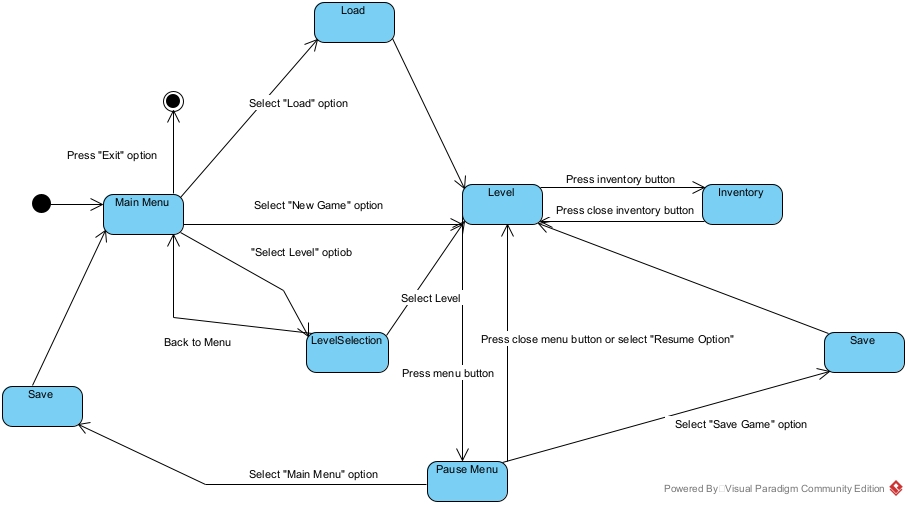 Load
Select "Load" option
Press "Exit" option
Main Menu
Select "New Game" option
Level
Press inventory button
Inventory
Press close inventory button
"Select Level" optiob
Select Level
LevelSelection
Back to Menu
Press close menu button or select "Resume Option"
Save
Press menu button
Save
Select "Save Game" option
Select "Main Menu" option
Pause Menu
Powered By Visual Paradigm Community Edition